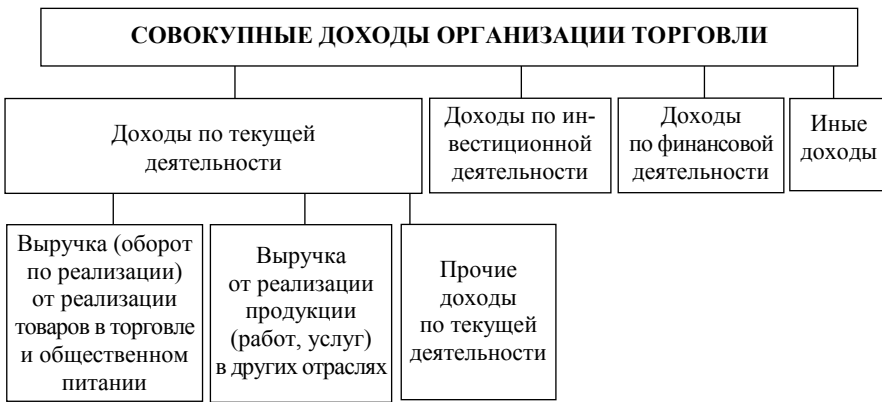 СОВОКУПНЫЕ ДОХОДЫ ОРГАНИЗАЦИИ ТОРГОВЛИ
Доходы по текущей
деятельности
Доходы по ин-
вестиционной
деятельности
Доходы
по финансовой
деятельности
Иные
доходы
Выручка (оборот
по реализации)
от реализации
товаров в торговле
и общественном
питании
Выручка
от реализации
продукции
(работ, услуг)
в других отраслях
Прочие
доходы
по текущей
деятельности